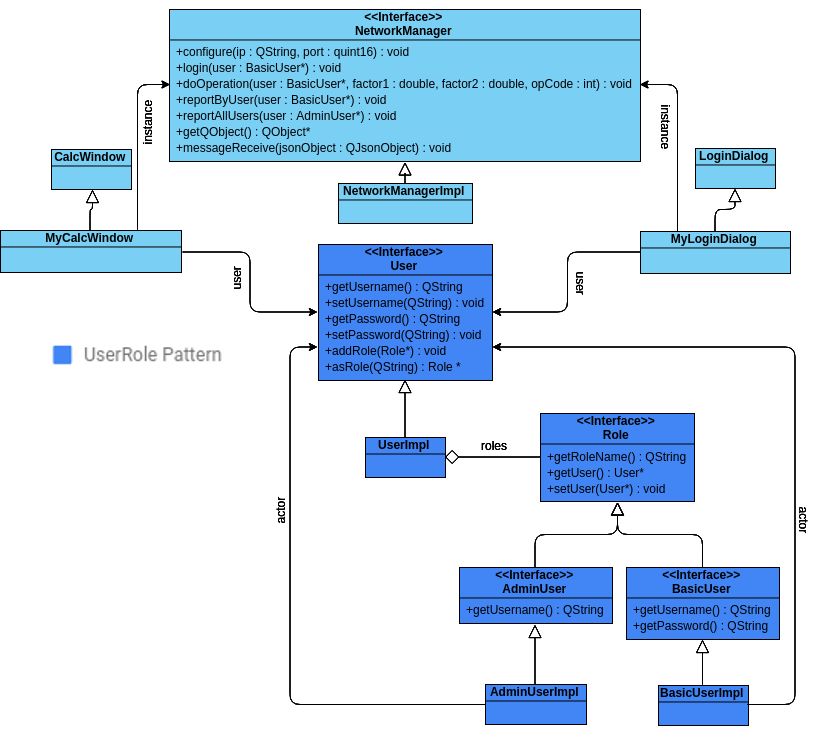 <<Interface>>
NetworkManager
+configure(ip : QString, port : quint16) : void
+login(user : BasicUser*) : void
+doOperation(user : BasicUser*, factor1 : double, factor2 : double, opCode : int) : void
+reportByUser(user : BasicUser*) : void
+reportAllUsers(user : AdminUser*) : void
+getQObject() : QObject*
+messageReceive(jsonObject : QJsonObject) : void
instance
instance
CalcWindow
LoginDialog
NetworkManagerImpl
MyCalcWindow
MyLoginDialog
<<Interface>>
User
+getUsername() : QString
+setUsername(QString) : void
+getPassword() : QString
+setPassword(QString) : void
+addRole(Role*) : void
+asRole(QString) : Role *
user
user
UserRole Pattern
UserImpl
roles
<<Interface>>
Role
+getRoleName() : QString
+getUser() : User*
+setUser(User*) : void
actor
actor
<<Interface>>
AdminUser
+getUsername() : QString
<<Interface>>
BasicUser
+getUsername() : QString
+getPassword() : QString
AdminUserImpl
BasicUserImpl